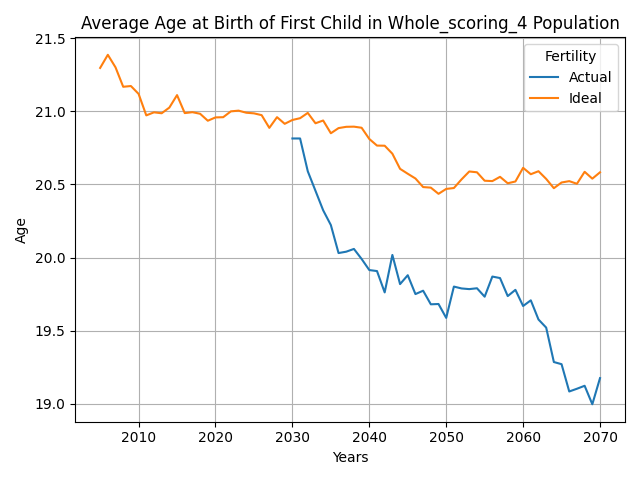 Average Age at Birth of First Child in Whole_scoring_4 Population
21.5
21.0
20.5
20.0
19.5
19.0
Age
Fertility
Actual
Ideal
2010 2020 2030 2040 2050 2060 2070
Years